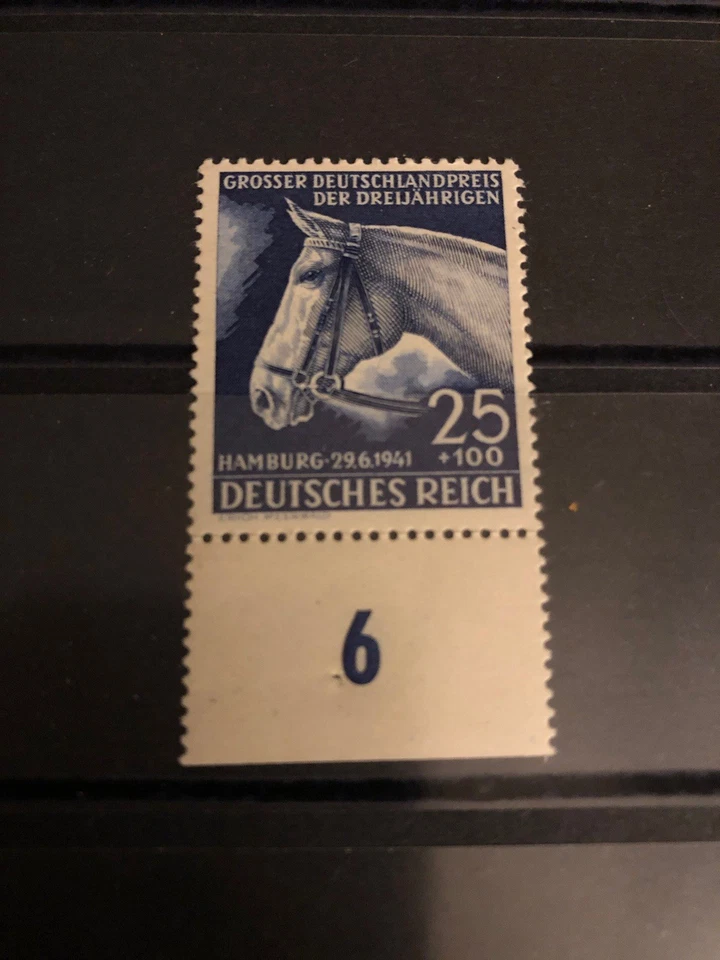 GROSSER DEUTSCHLANDPREIS
DER DREIJÄHRIGEN
25
HAMBURG·29.6.1941 +100
DEUTSCHES REICH
6